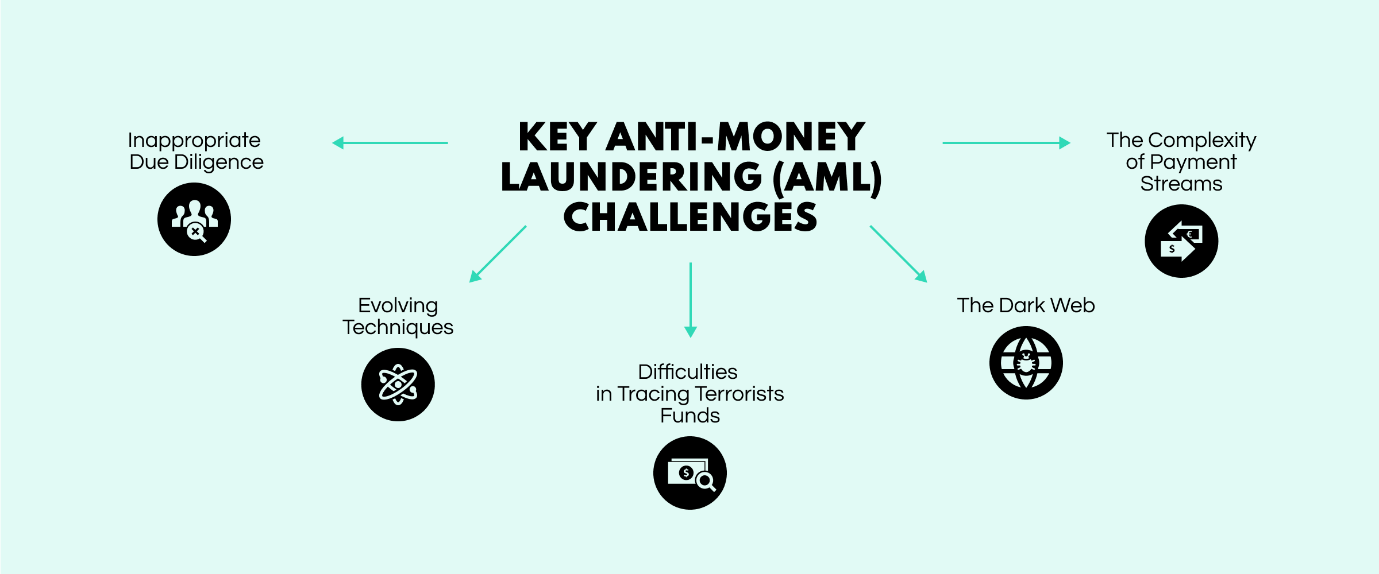 KEY ANTI-MONEY
LAUNDERING (AML)
CHALLENGES
Inappropriate
Due Diligence
Evolving
Techniques
Difficulties
in Tracing Terrorists
Funds
$
The Dark Web
The Complexity
of Payment
Streams
€
$